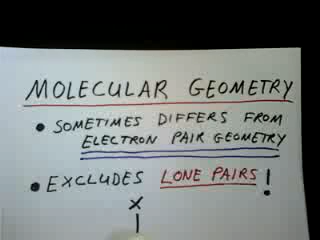 MOLECULAR GEOMETRY
• SOMETIMES DIFFERS FROM
ELECTRON PAIR GEOMETRY
• EXCLUDES LONE PAIRS!
X
|